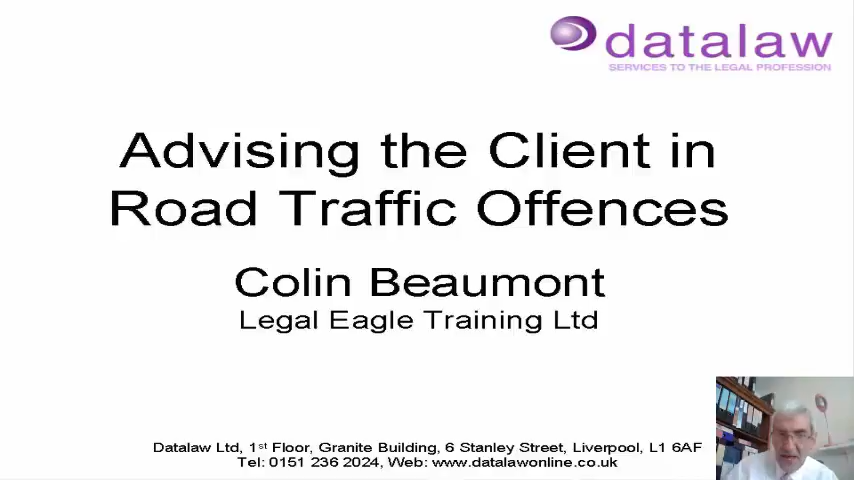 datalaw
SERVICES TO THE LEGAL PROFESSION
Advising the Client in
Road Traffic Offences
Colin Beaumont
Legal Eagle Training Ltd
Datalaw Ltd, 1st Floor, Granite Building, 6 Stanley Street, Liverpool, L1 6AF
Tel: 0151 236 2024, Web: www.datalawonline.co.uk